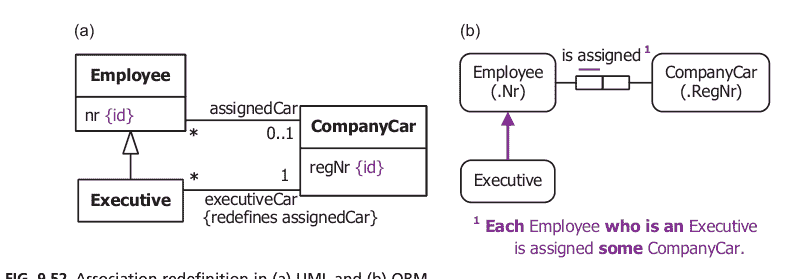 (a)
Employee
nr {id}
assignedCar
* 0..1
CompanyCar
regNr {id}
Executive
* 1
executiveCar
{redefines assignedCar}
(b)
is assigned 1
Employee
(.Nr)
CompanyCar
(.RegNr)
Executive
1 Each Employee who is an Executive
is assigned some CompanyCar.
FIG. 9.52 Association redefinition in (a) UML and (b) ORM